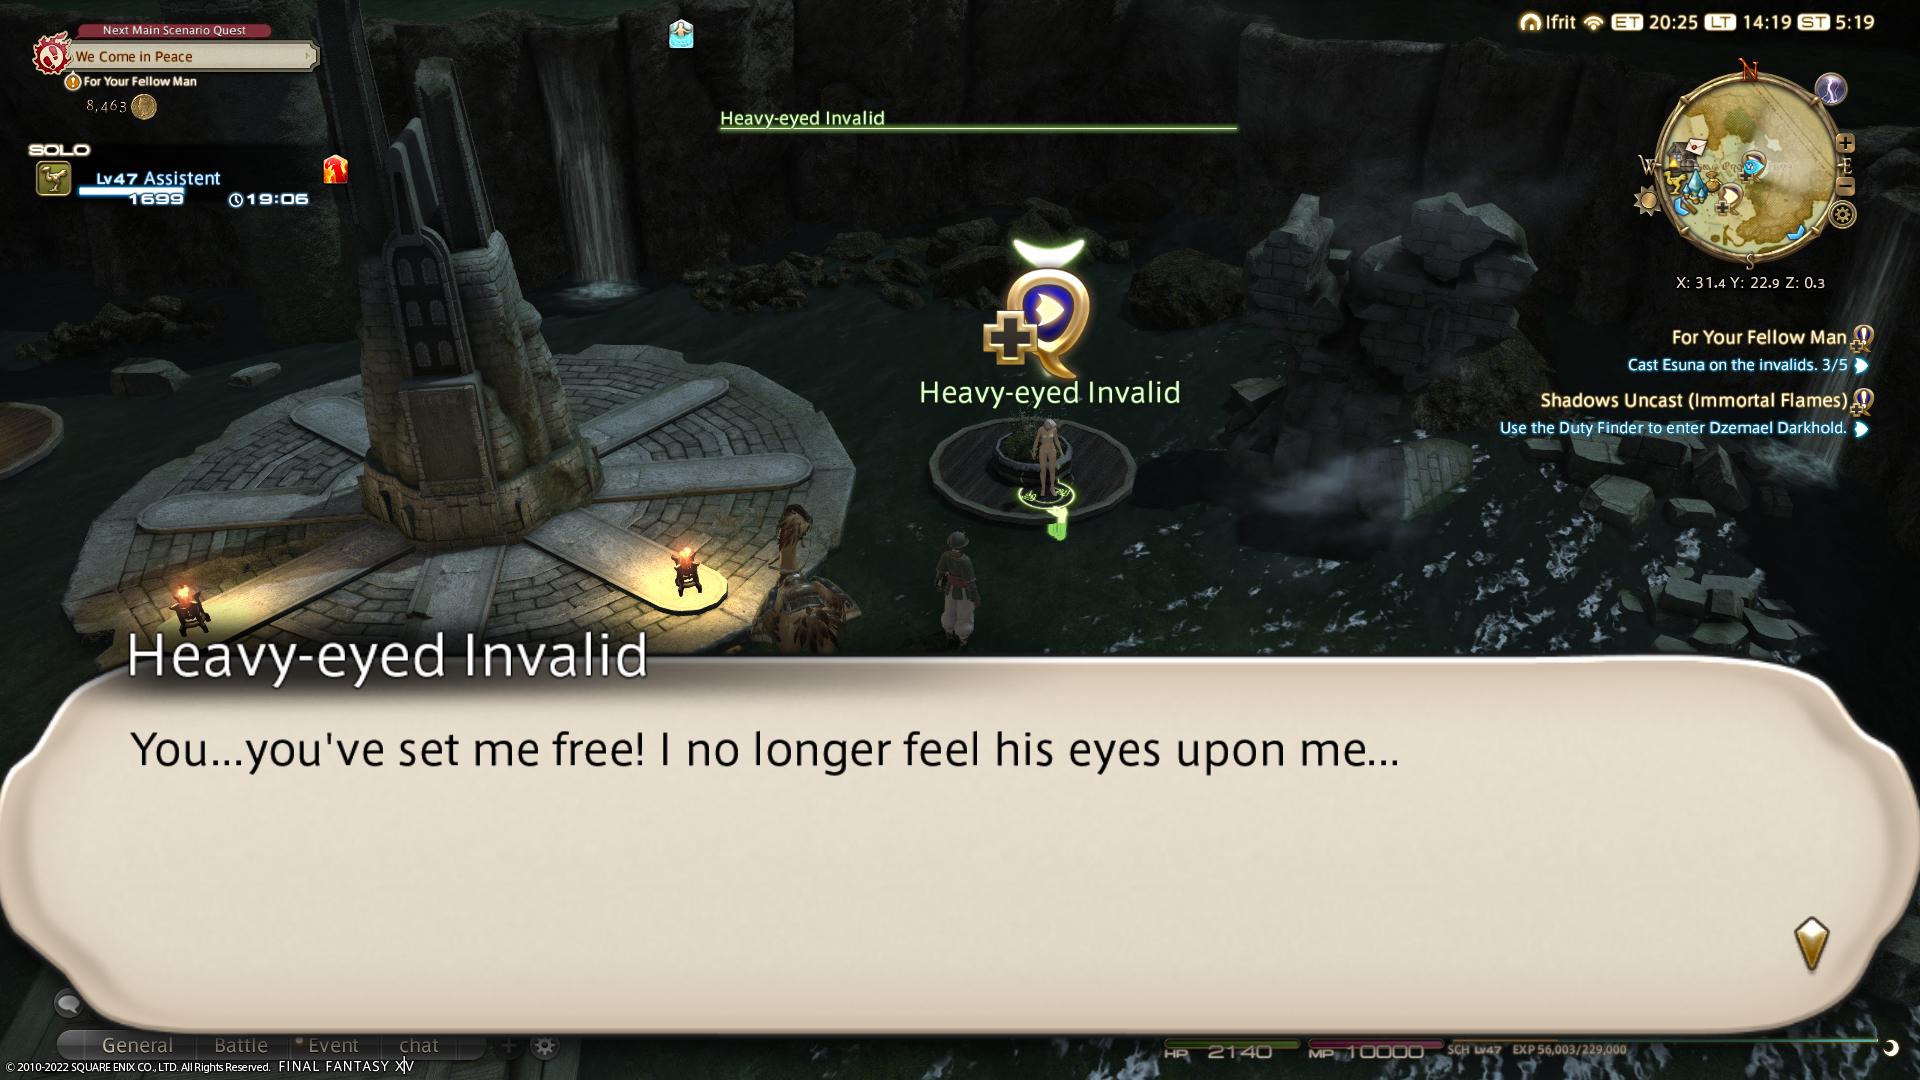 Next Main Scenario Quest
We Come in Peace
For Your Fellow Man
8,463
SOLO
Lv47 Assistent
1699
19:06
Heavy-eyed Invalid
Ifrit ET 20:25 LT 14:19 ST 5:19
N
W
E
S
X: 31.4 Y: 22.9 Z: 0.3
For Your Fellow Man
Cast Esuna on the invalids. 3/5
Shadows Uncast (Immortal Flames)
Use the Duty Finder to enter Dzemael Darkhold.
Heavy-eyed Invalid
Heavy-eyed Invalid
You...you've set me free! I no longer feel his eyes upon me...
General Battle Event chat
HP 2140 MP 10000 SCH Lv47 EXP 56,003/229,000
© 2010-2022 SQUARE ENIX CO., LTD. All Rights Reserved. FINAL FANTASY XIV